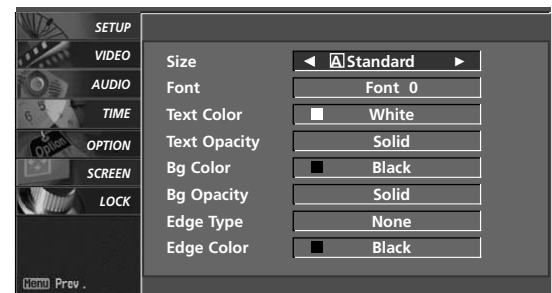 SETUP
VIDEO
AUDIO
TIME
OPTION
SCREEN
LOCK
Menu Prev .
Size ◄ A Standard ►
Font Font 0
Text Color White
Text Opacity Solid
Bg Color Black
Bg Opacity Solid
Edge Type None
Edge Color Black